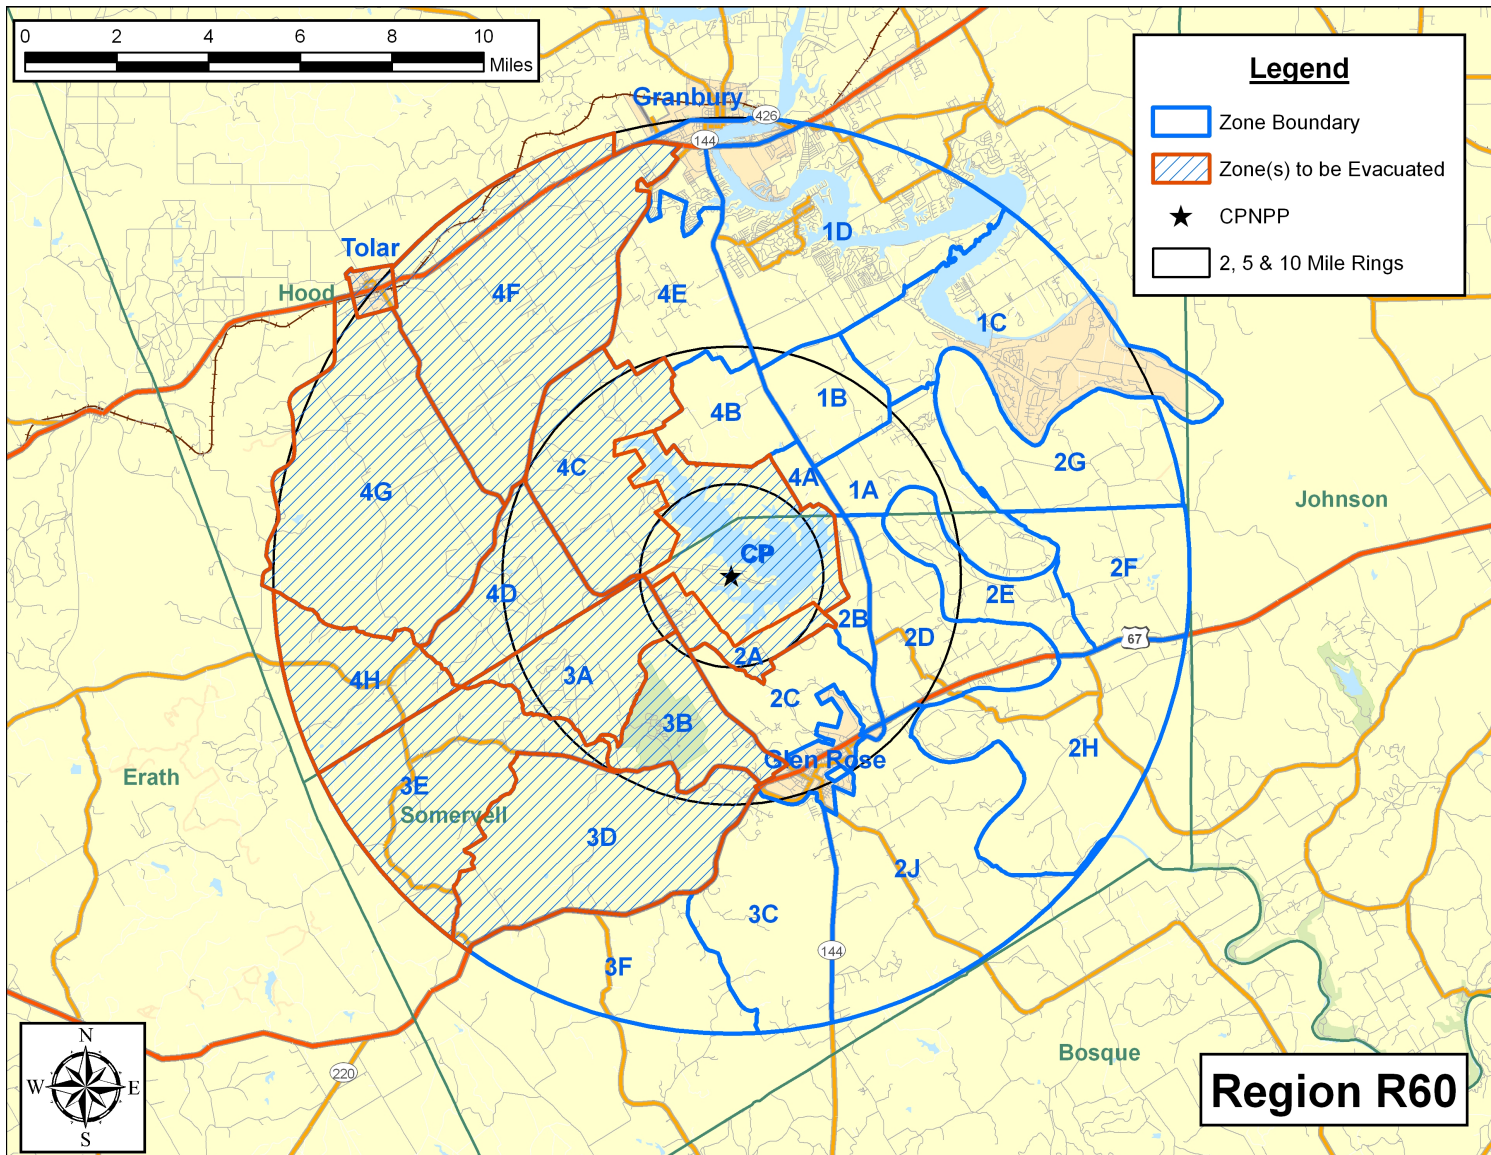 0 2 4 6 8 10
Miles
Legend
Zone Boundary
Zone(s) to be Evacuated
CPNPP
2, 5 & 10 Mile Rings
Granbury
426
144
1D
Tolar
Hood
4F
4E
1C
4B
1B
4C
4A
1A
2G
4G
Johnson
CP
4D
2B
2E
2F
2D
67
2A
3A
4H
2C
3B
2H
Glen Rose
Erath
3E
Somervell
3D
2J
3C
144
3F
N
W E
S
220
Bosque
Region R60